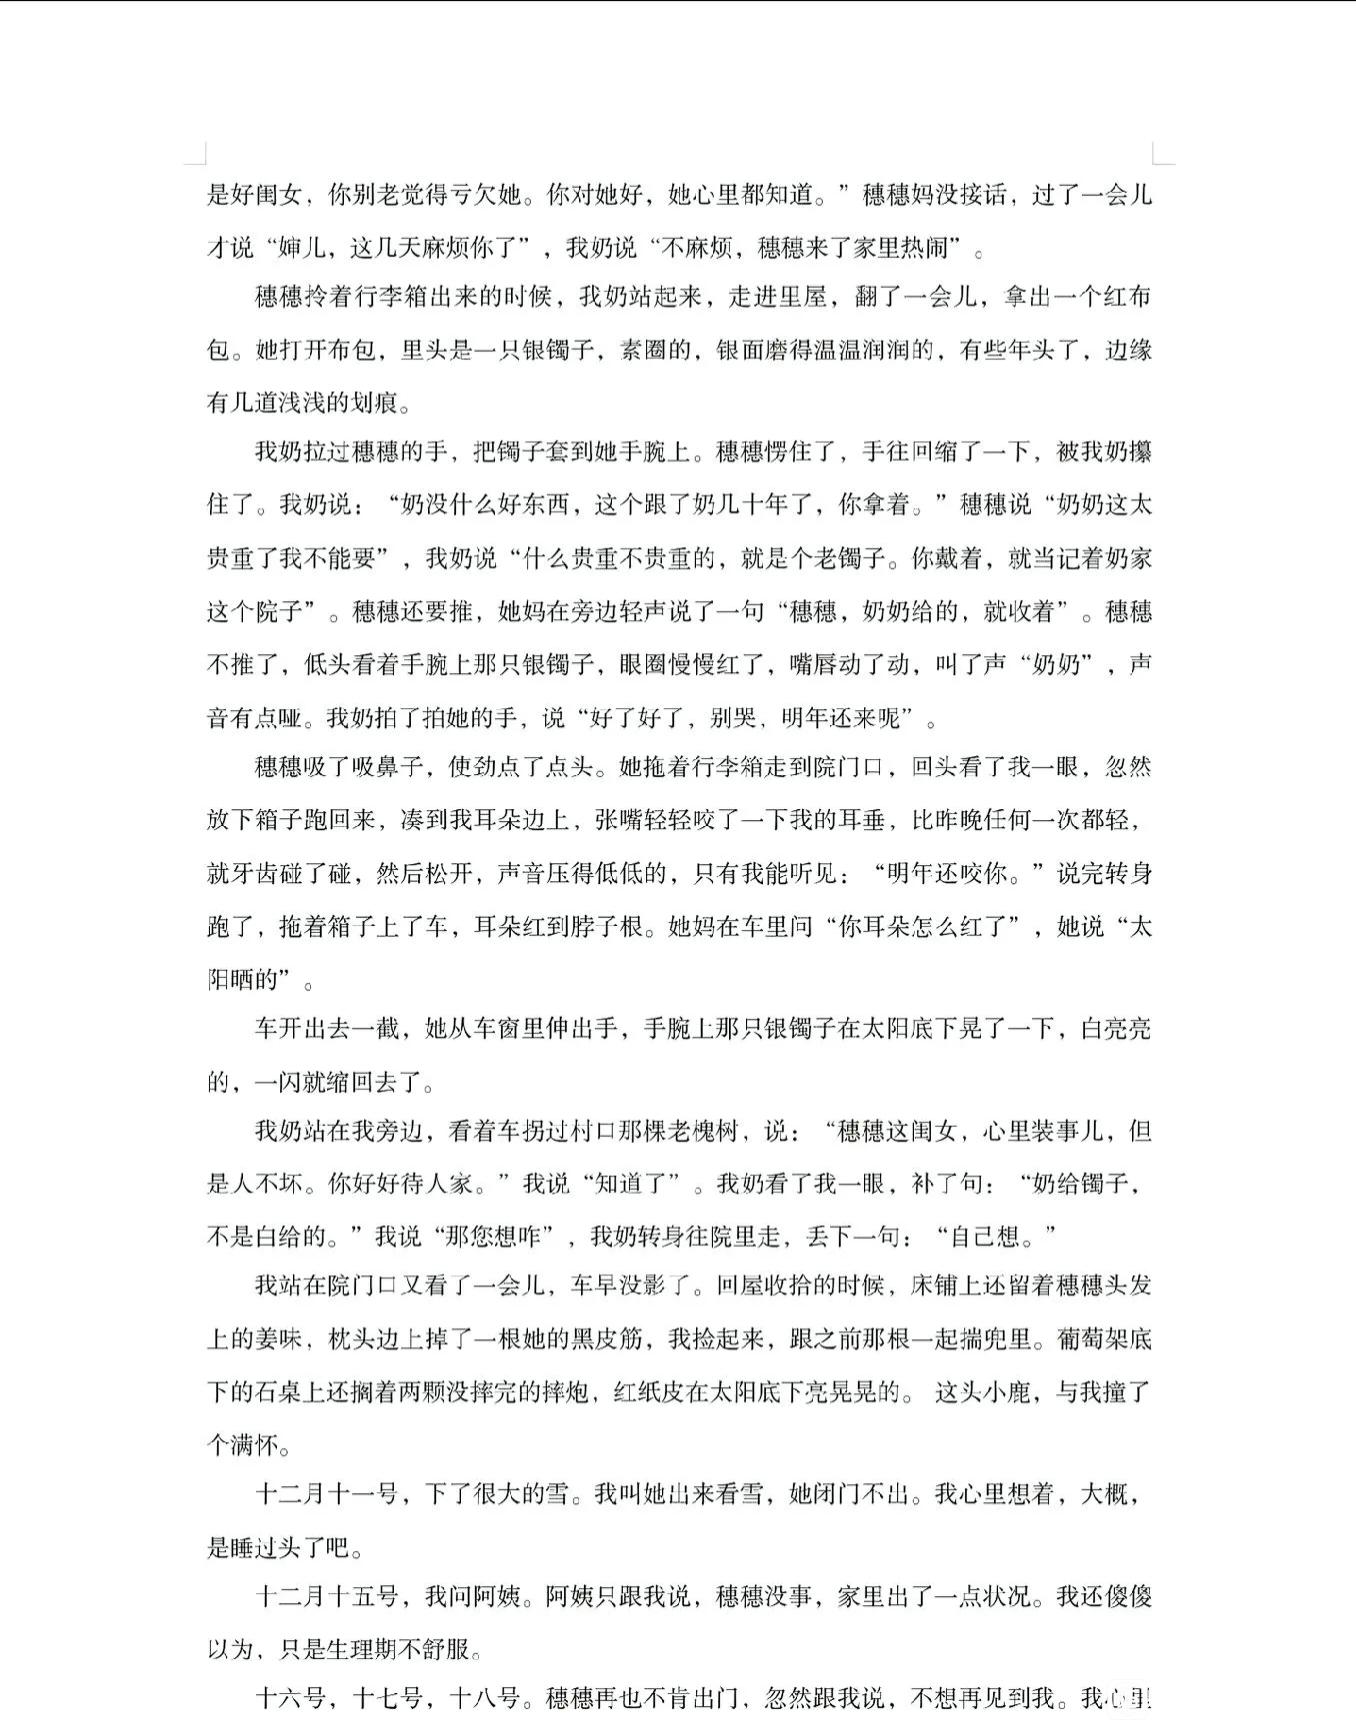 是好闺女，你别老觉得亏欠她。你对她好，她心里都知道。”穗穗妈没接话，过了一会儿
才说“婶儿，这几天麻烦你了”，我奶说“不麻烦，穗穗来了家里热闹”。
穗穗拎着行李箱出来的时候，我奶站起来，走进里屋，翻了一会儿，拿出一个红布
包。她打开布包，里头是一只银镯子，素圈的，银面磨得温温润润的，有些年头了，边缘
有几道浅浅的划痕。
我奶拉过穗穗的手，把镯子套到她手腕上。穗穗愣住了，手往回缩了一下，被我奶攥
住了。我奶说：“奶没什么好东西，这个跟了奶几十年了，你拿着。”穗穗说“奶奶这太
贵重了我不能要”，我奶说“什么贵重不贵重的，就是个老镯子。你戴着，就当记着奶家
这个院子”。穗穗还要推，她妈在旁边轻声说了一句“穗穗，奶奶给的，就收着”。穗穗
不推了，低头看着手腕上那只银镯子，眼圈慢慢红了，嘴唇动了动，叫了声“奶奶”，声
音有点哑。我奶拍了拍她的手，说“好了好了，别哭，明年还来呢”。
穗穗吸了吸鼻子，使劲点了点头。她拖着行李箱走到院门口，回头看了我一眼，忽然
放下箱子跑回来，凑到我耳朵边上，张嘴轻轻咬了一下我的耳垂，比昨晚任何一次都轻，
就牙齿碰了碰，然后松开，声音压得低低的，只有我能听见：“明年还咬你。”说完转身
跑了，拖着箱子上了车，耳朵红到脖子根。她妈在车里问“你耳朵怎么红了”，她说“太
阳晒的”。
车开出去一截，她从车窗里伸出手，手腕上那只银镯子在太阳底下晃了一下，白亮亮
的，一闪就缩回去了。
我奶站在我旁边，看着车拐过村口那棵老槐树，说：“穗穗这闺女，心里装事儿，但
是人不坏。你好好待人家。”我说“知道了”。我奶看了我一眼，补了句：“奶给镯子，
不是白给的。”我说“那您想咋”，我奶转身往院里走，丢下一句：“自己想。”
我站在院门口又看了一会儿，车早没影了。回屋收拾的时候，床铺上还留着穗穗头发
上的姜味，枕头边上掉了一根她的黑皮筋，我捡起来，跟之前那根一起揣兜里。葡萄架底
下的石桌上还搁着两颗没摔完的摔炮，红纸皮在太阳底下亮晃晃的。 这头小鹿，与我撞了
个满怀。
十二月十一号，下了很大的雪。我叫她出来看雪，她闭门不出。我心里想着，大概，
是睡过头了吧。
十二月十五号，我问阿姨。阿姨只跟我说，穗穗没事，家里出了一点状况。我还傻傻
以为，只是生理期不舒服。
十六号，十七号，十八号。穗穗再也不肯出门，忽然跟我说，不想再见到我。我心里